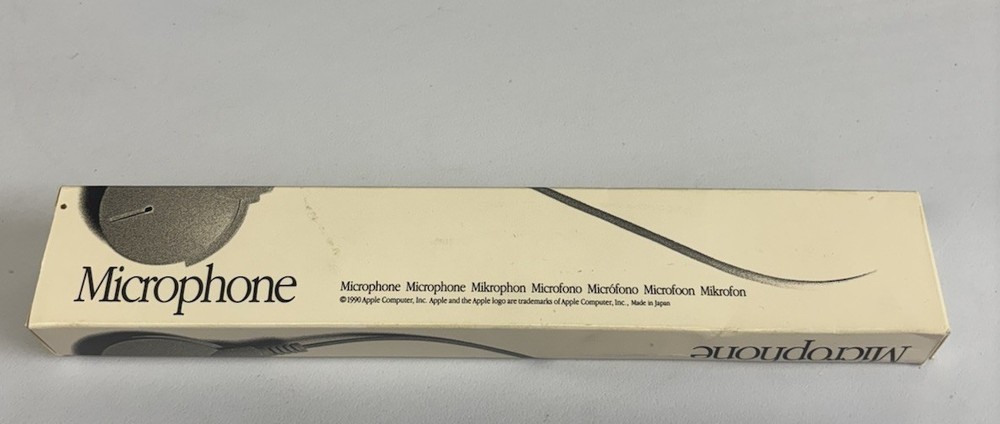 Microphone
Microphone Microphone Mikrophon Microfono Micrófono Microfoon Mikrofon
©1990 Apple Computer, Inc. Apple and the Apple logo are trademarks of Apple Computer, Inc., Made in Japan
Microphone